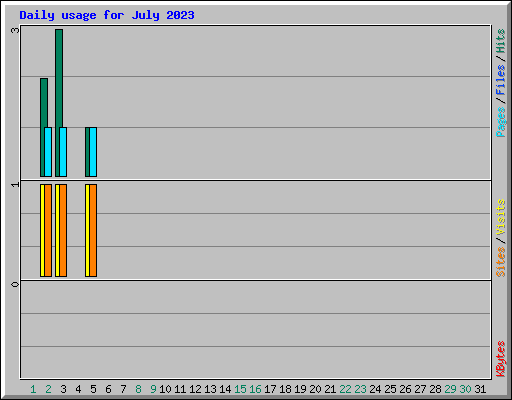 Daily usage for July 2023
3
1
0
Pages/Files/Hits
Sites/Visits
KBytes
1 2 3 4 5 6 7 8 9 10 11 12 13 14 15 16 17 18 19 20 21 22 23 24 25 26 27 28 29 30 31